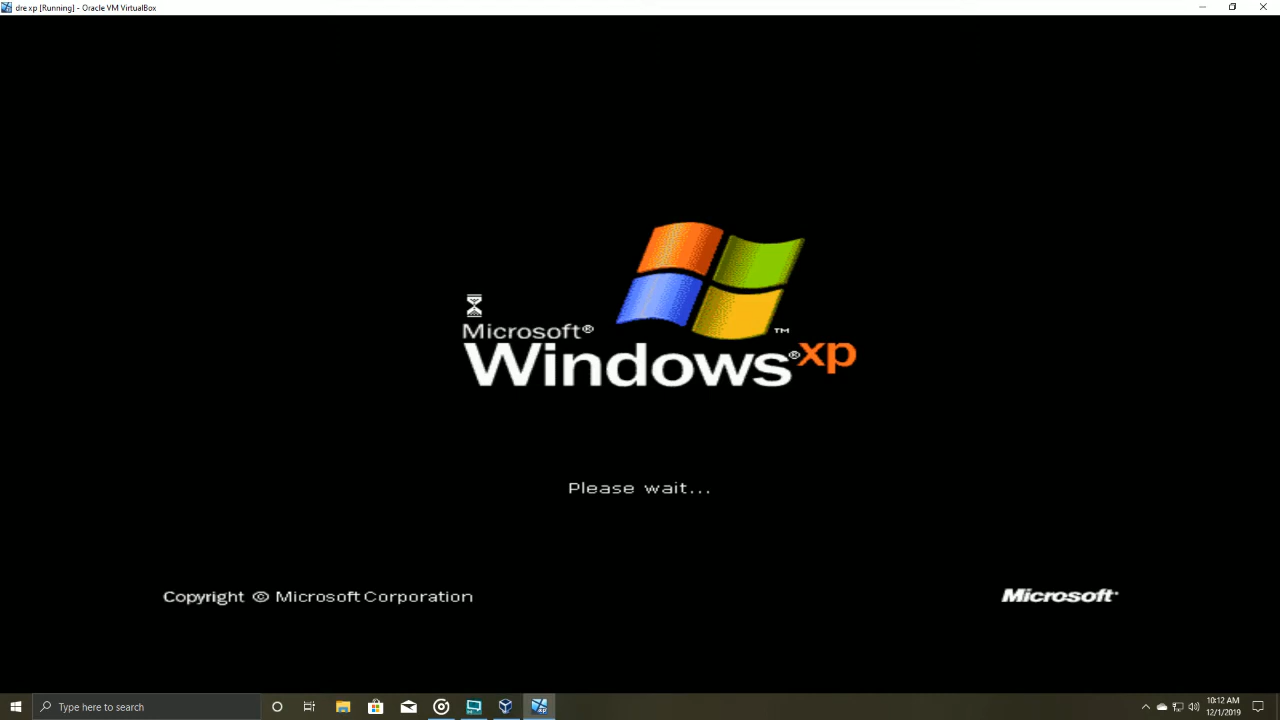 dre xp [Running] - Oracle VM VirtualBox
Microsoft®
Windows®xp
™
Please wait...
Copyright © Microsoft Corporation
Microsoft
Type here to search
10:12 AM
12/1/2019